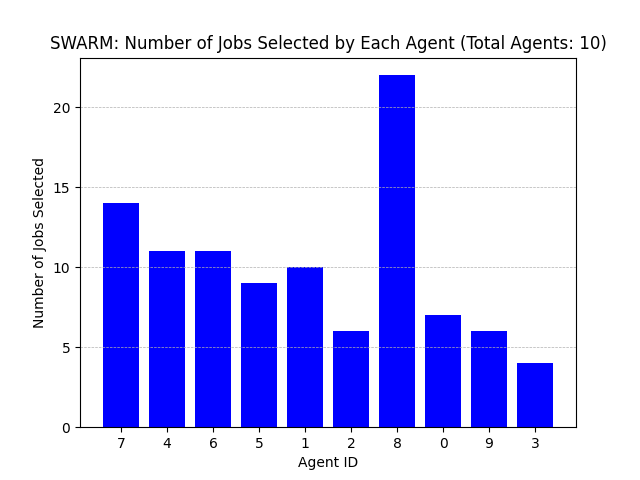 SWARM: Number of Jobs Selected by Each Agent (Total Agents: 10)
Number of Jobs Selected
20
15
10
5
0
7 4 6 5 1 2 8 0 9 3
Agent ID